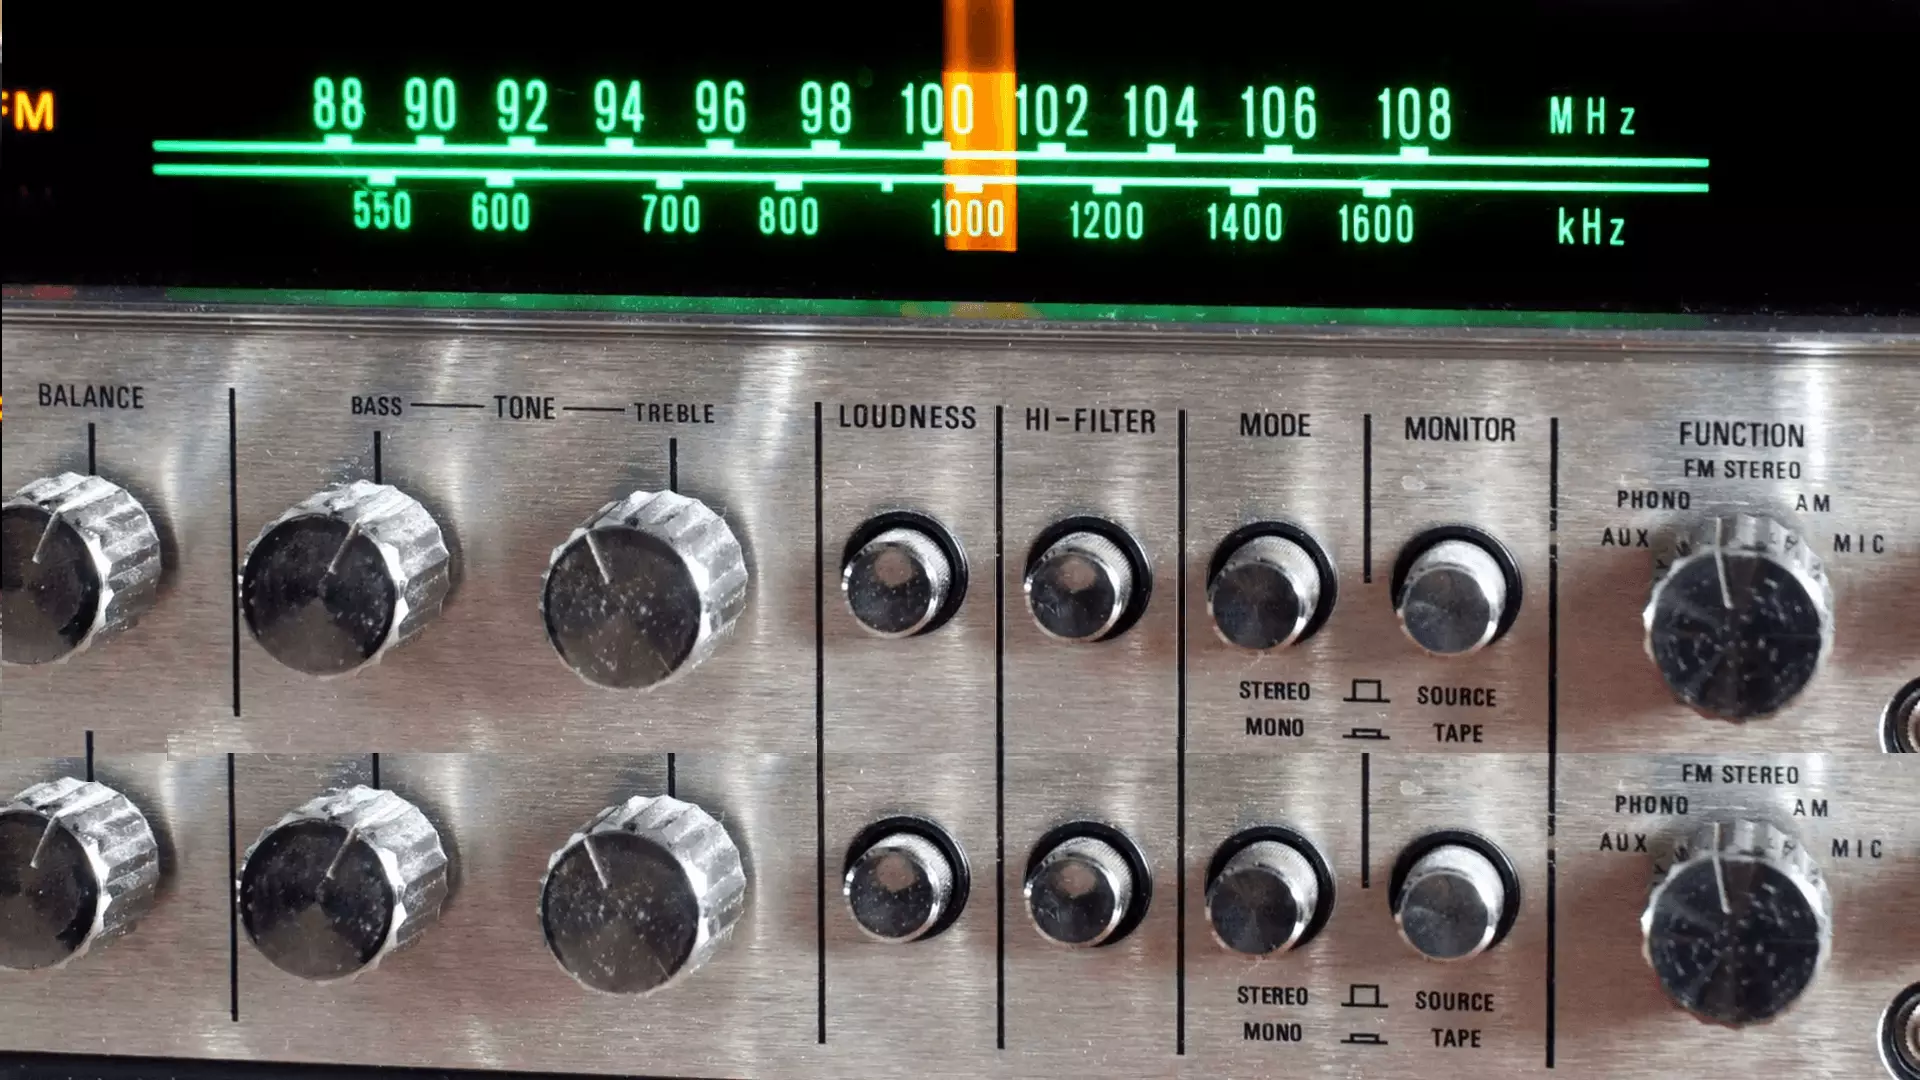 FM 88 90 92 94 96 98 100 102 104 106 108 MHz
550 600 700 800 1000 1200 1400 1600 kHz
BALANCE BASS TONE TREBLE LOUDNESS HI-FILTER MODE MONITOR FUNCTION
FM STEREO
PHONO AM
AUX MIC
STEREO SOURCE
MONO TAPE
FM STEREO
PHONO AM
AUX MIC
STEREO SOURCE
MONO TAPE